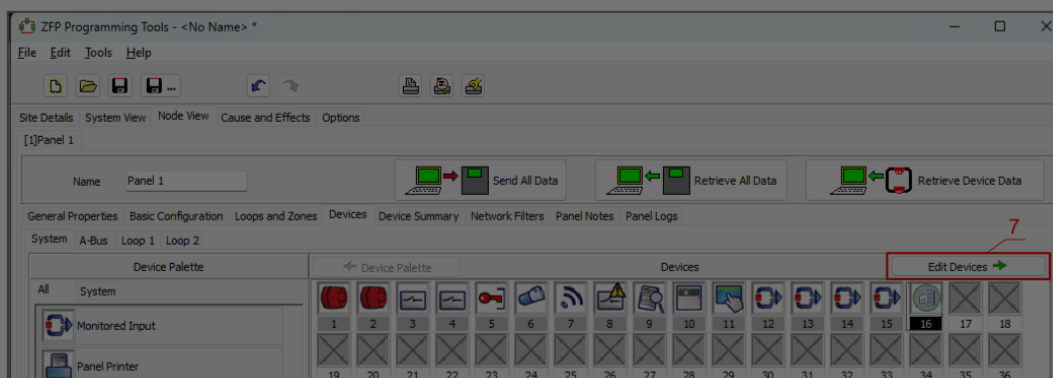 ZFP Programming Tools - <No Name> *
File Edit Tools Help
...
Site Details System View Node View Cause and Effects Options
[1]Panel 1
Name Panel 1 Send All Data Retrieve All Data Retrieve Device Data
General Properties Basic Configuration Loops and Zones Devices Device Summary Network Filters Panel Notes Panel Logs
7
System A-Bus Loop 1 Loop 2
Device Palette Device Palette Devices Edit Devices
All System
Monitored Input
1 2 3 4 5 6 7 8 9 10 11 12 13 14 15 16 17 18
Panel Printer
19 20 21 22 23 24 25 26 27 28 29 30 31 32 33 34 35 36